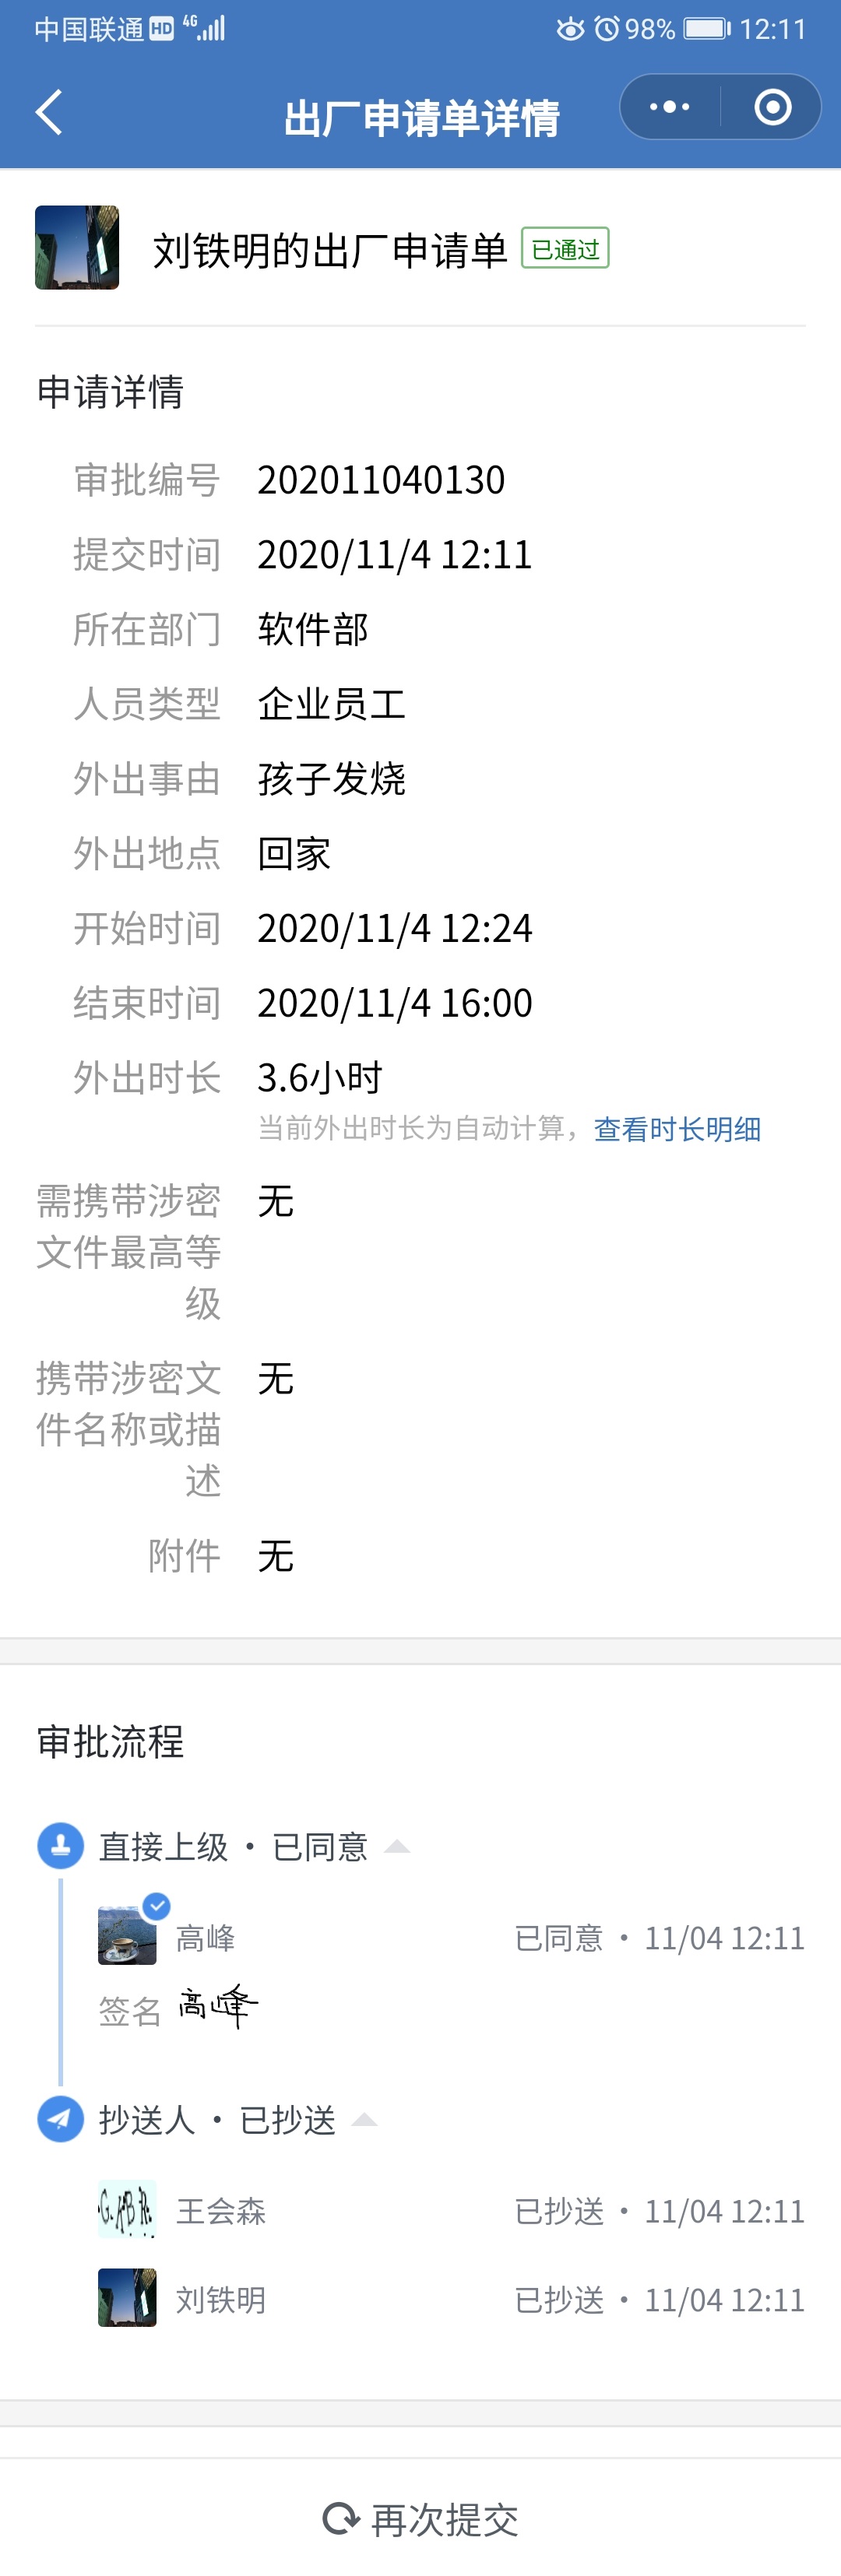 中国联通 HD 4G 98% 12:11
出厂申请单详情
刘铁明的出厂申请单 已通过
申请详情
审批编号 202011040130
提交时间 2020/11/4 12:11
所在部门 软件部
人员类型 企业员工
外出事由 孩子发烧
外出地点 回家
开始时间 2020/11/4 12:24
结束时间 2020/11/4 16:00
外出时长 3.6小时
当前外出时长为自动计算，查看时长明细
需携带涉密 无
文件最高等
级
携带涉密文 无
件名称或描
述
附件 无
审批流程
直接上级 · 已同意
高峰 已同意 · 11/04 12:11
签名 高峰
抄送人 · 已抄送
G.ABR. 王会森 已抄送 · 11/04 12:11
刘铁明 已抄送 · 11/04 12:11
再次提交